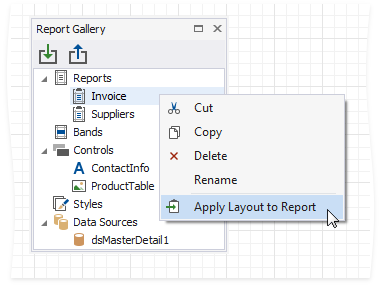 Report Gallery
Reports
Invoice
Suppliers
Bands
Controls
ContactInfo
ProductTable
Styles
Data Sources
dsMasterDetail1
Cut
Copy
Delete
Rename
Apply Layout to Report